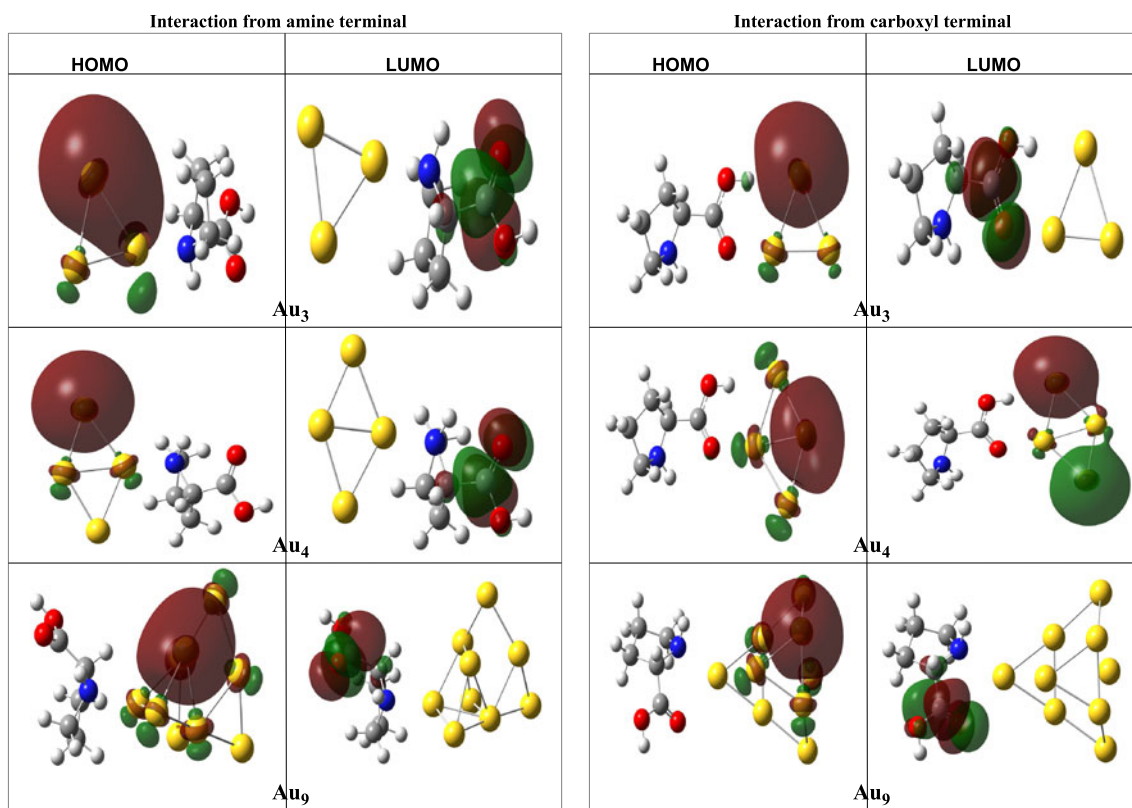 Interaction from amine terminal
Interaction from carboxyl terminal
HOMO
LUMO
HOMO
LUMO
Au3
Au3
Au4
Au4
Au9
Au9